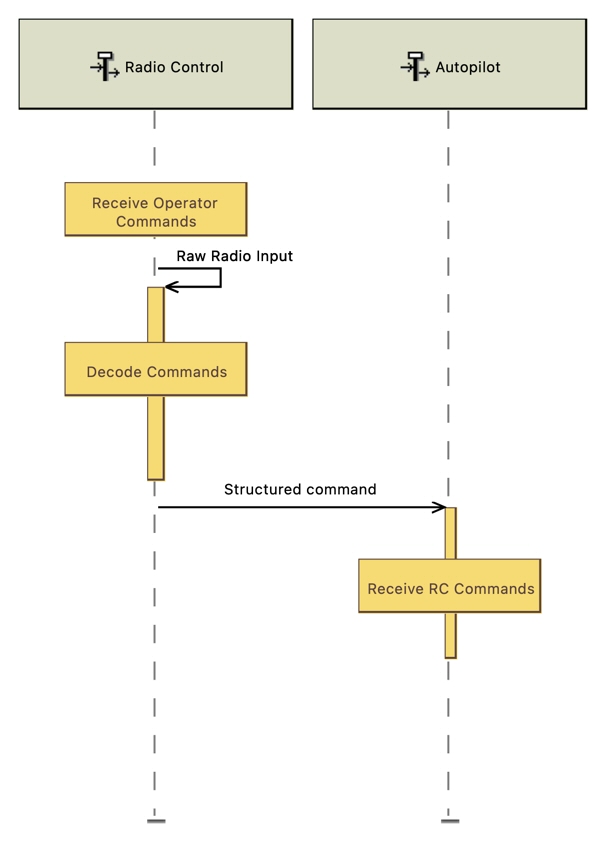 Radio Control
Autopilot
Receive Operator
Commands
Raw Radio Input
Decode Commands
Structured command
Receive RC Commands